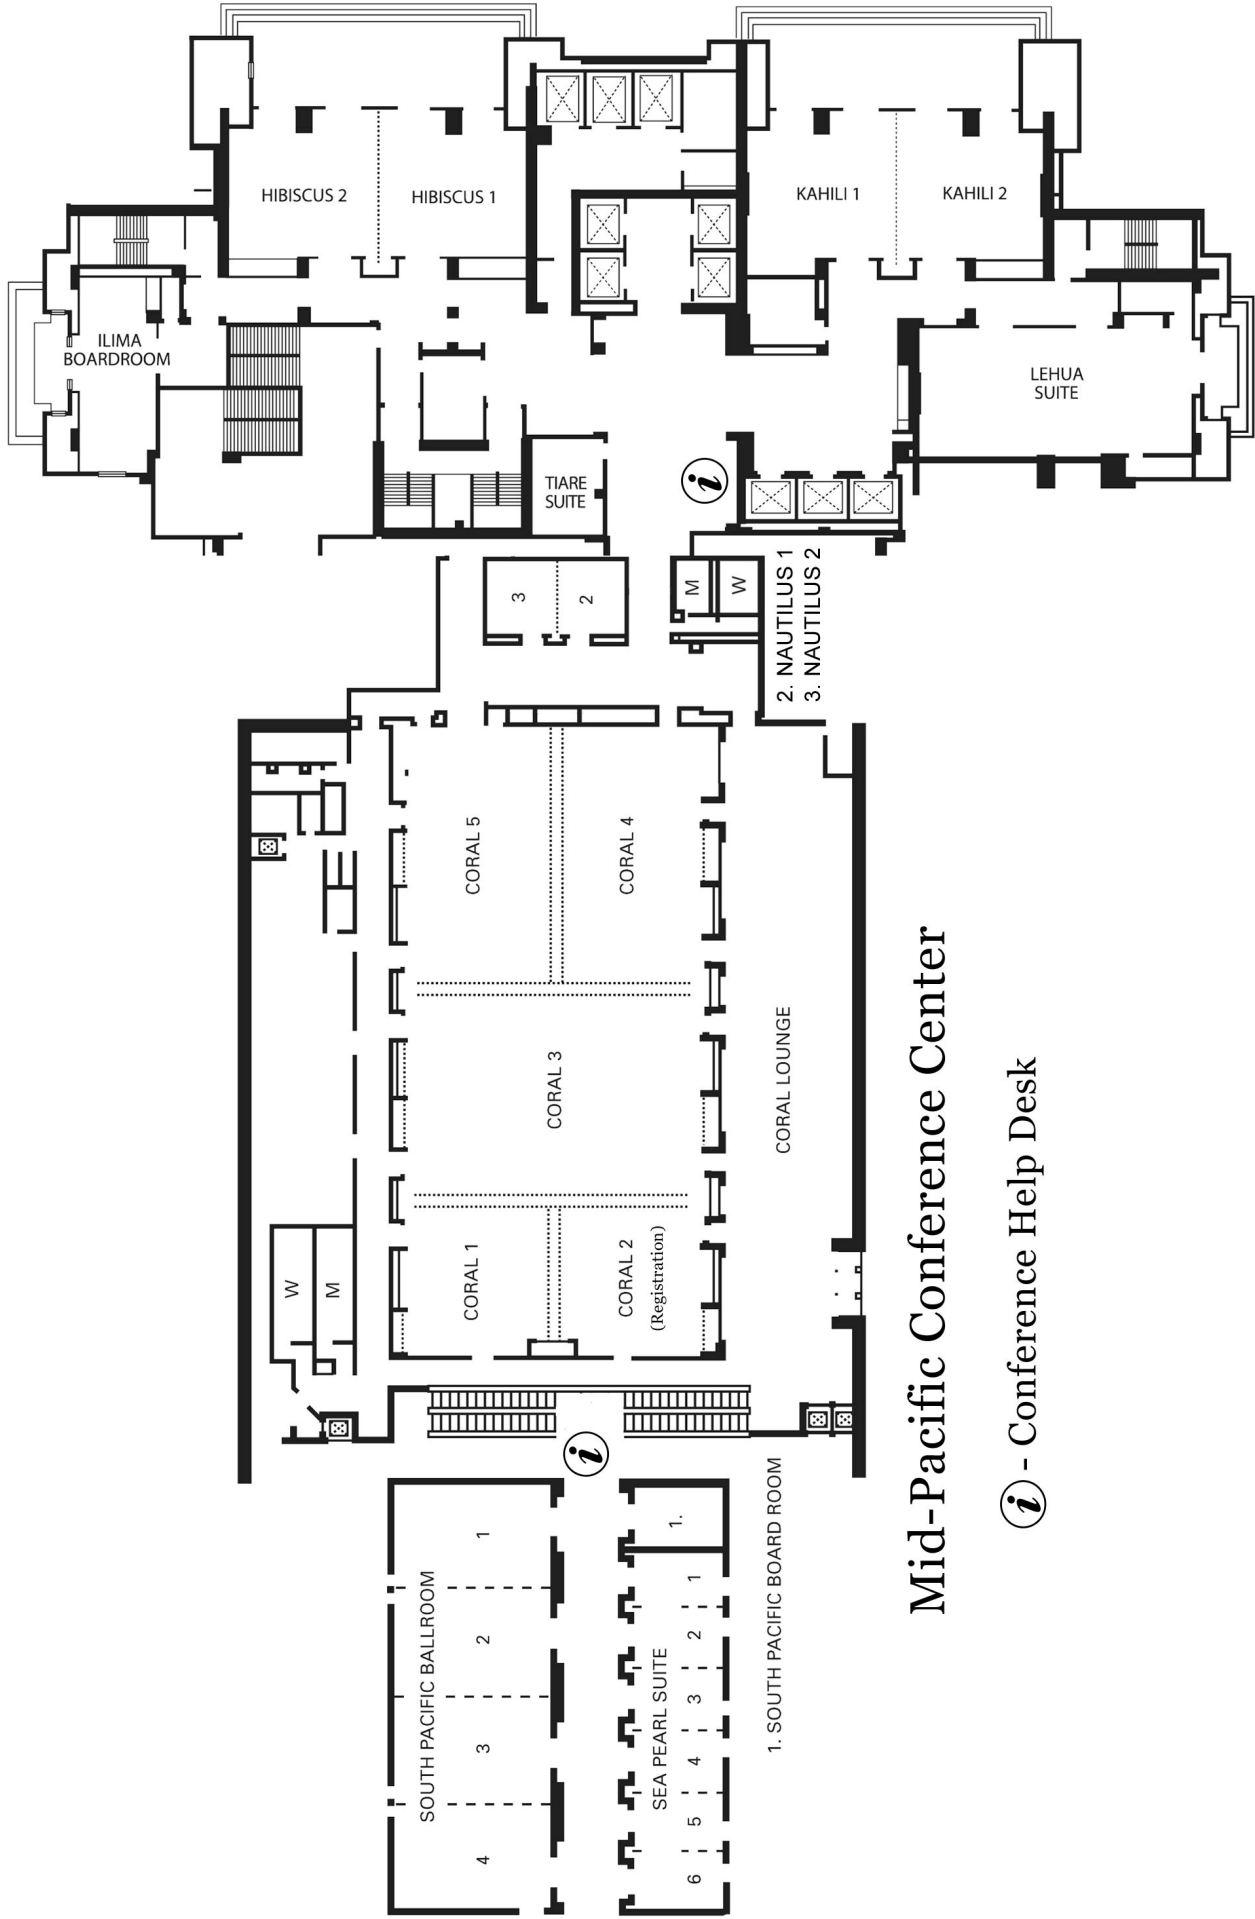 HIBISCUS 2
HIBISCUS 1
KAHILI 1
KAHILI 2
ILIMA
BOARDROOM
LEHUA
SUITE
TIARE
SUITE
i
3
2
M
W
2. NAUTILUS 1
3. NAUTILUS 2
CORAL 5
CORAL 4
CORAL 3
CORAL LOUNGE
W
M
CORAL 1
CORAL 2
(Registration)
i
SOUTH PACIFIC BALLROOM
1
2
3
4
1.
SEA PEARL SUITE
1
2
3
4
5
6
1. SOUTH PACIFIC BOARD ROOM
Mid-Pacific Conference Center
i - Conference Help Desk